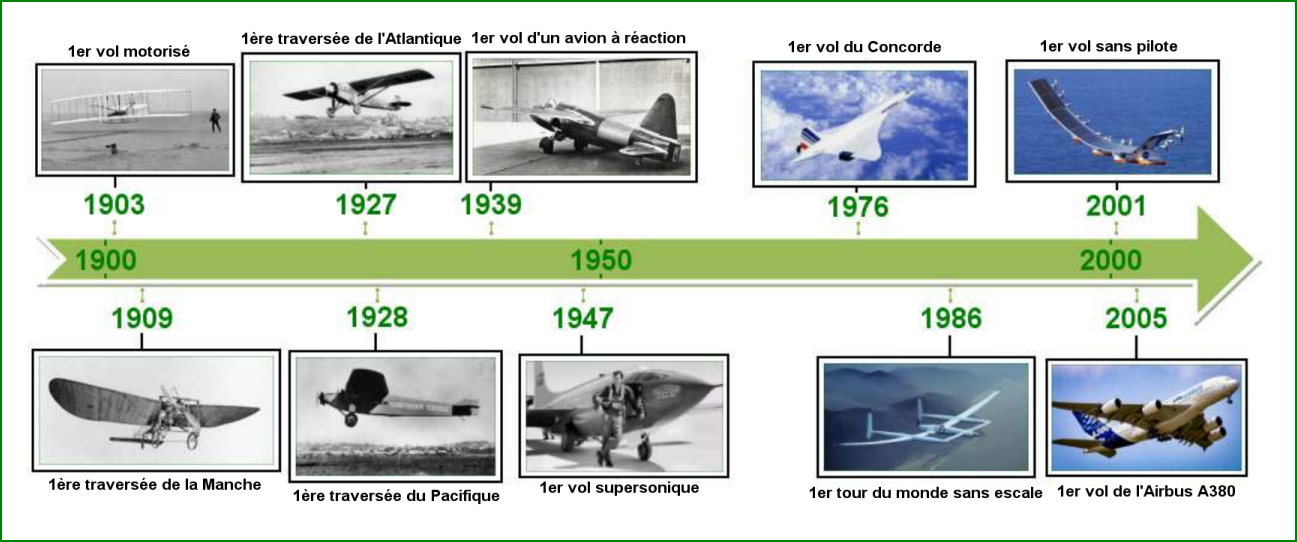 1er vol motorisé
1ère traversée de l'Atlantique
1er vol d'un avion à réaction
1er vol du Concorde
1er vol sans pilote
1903
1927
1939
1976
2001
1900
1950
2000
1909
1928
1947
1986
2005
1ère traversée de la Manche
1ère traversée du Pacifique
1er vol supersonique
1er tour du monde sans escale
1er vol de l'Airbus A380